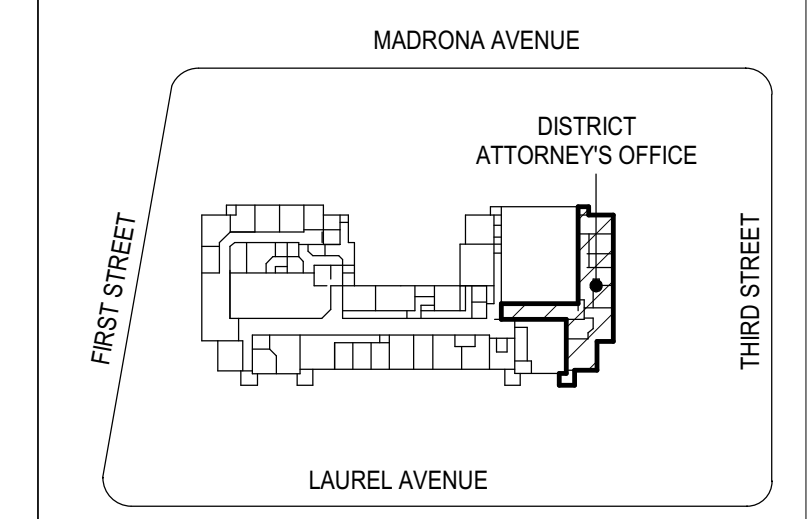 MADRONA AVENUE
DISTRICT
ATTORNEY'S OFFICE
FIRST STREET
THIRD STREET
LAUREL AVENUE